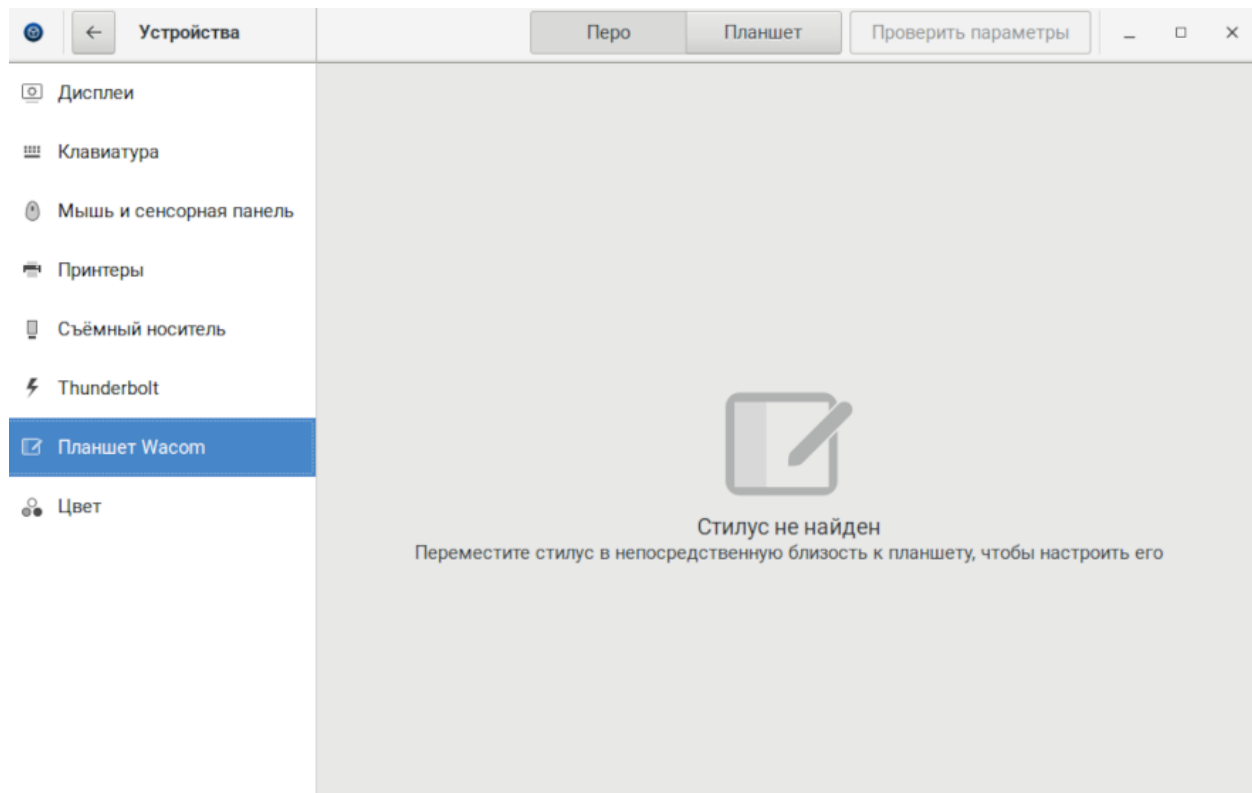 Устройства
Перо
Планшет
Проверить параметры
Дисплеи
Клавиатура
Мышь и сенсорная панель
Принтеры
Съёмный носитель
Thunderbolt
Планшет Wacom
Цвет
Стилус не найден
Переместите стилус в непосредственную близость к планшету, чтобы настроить его